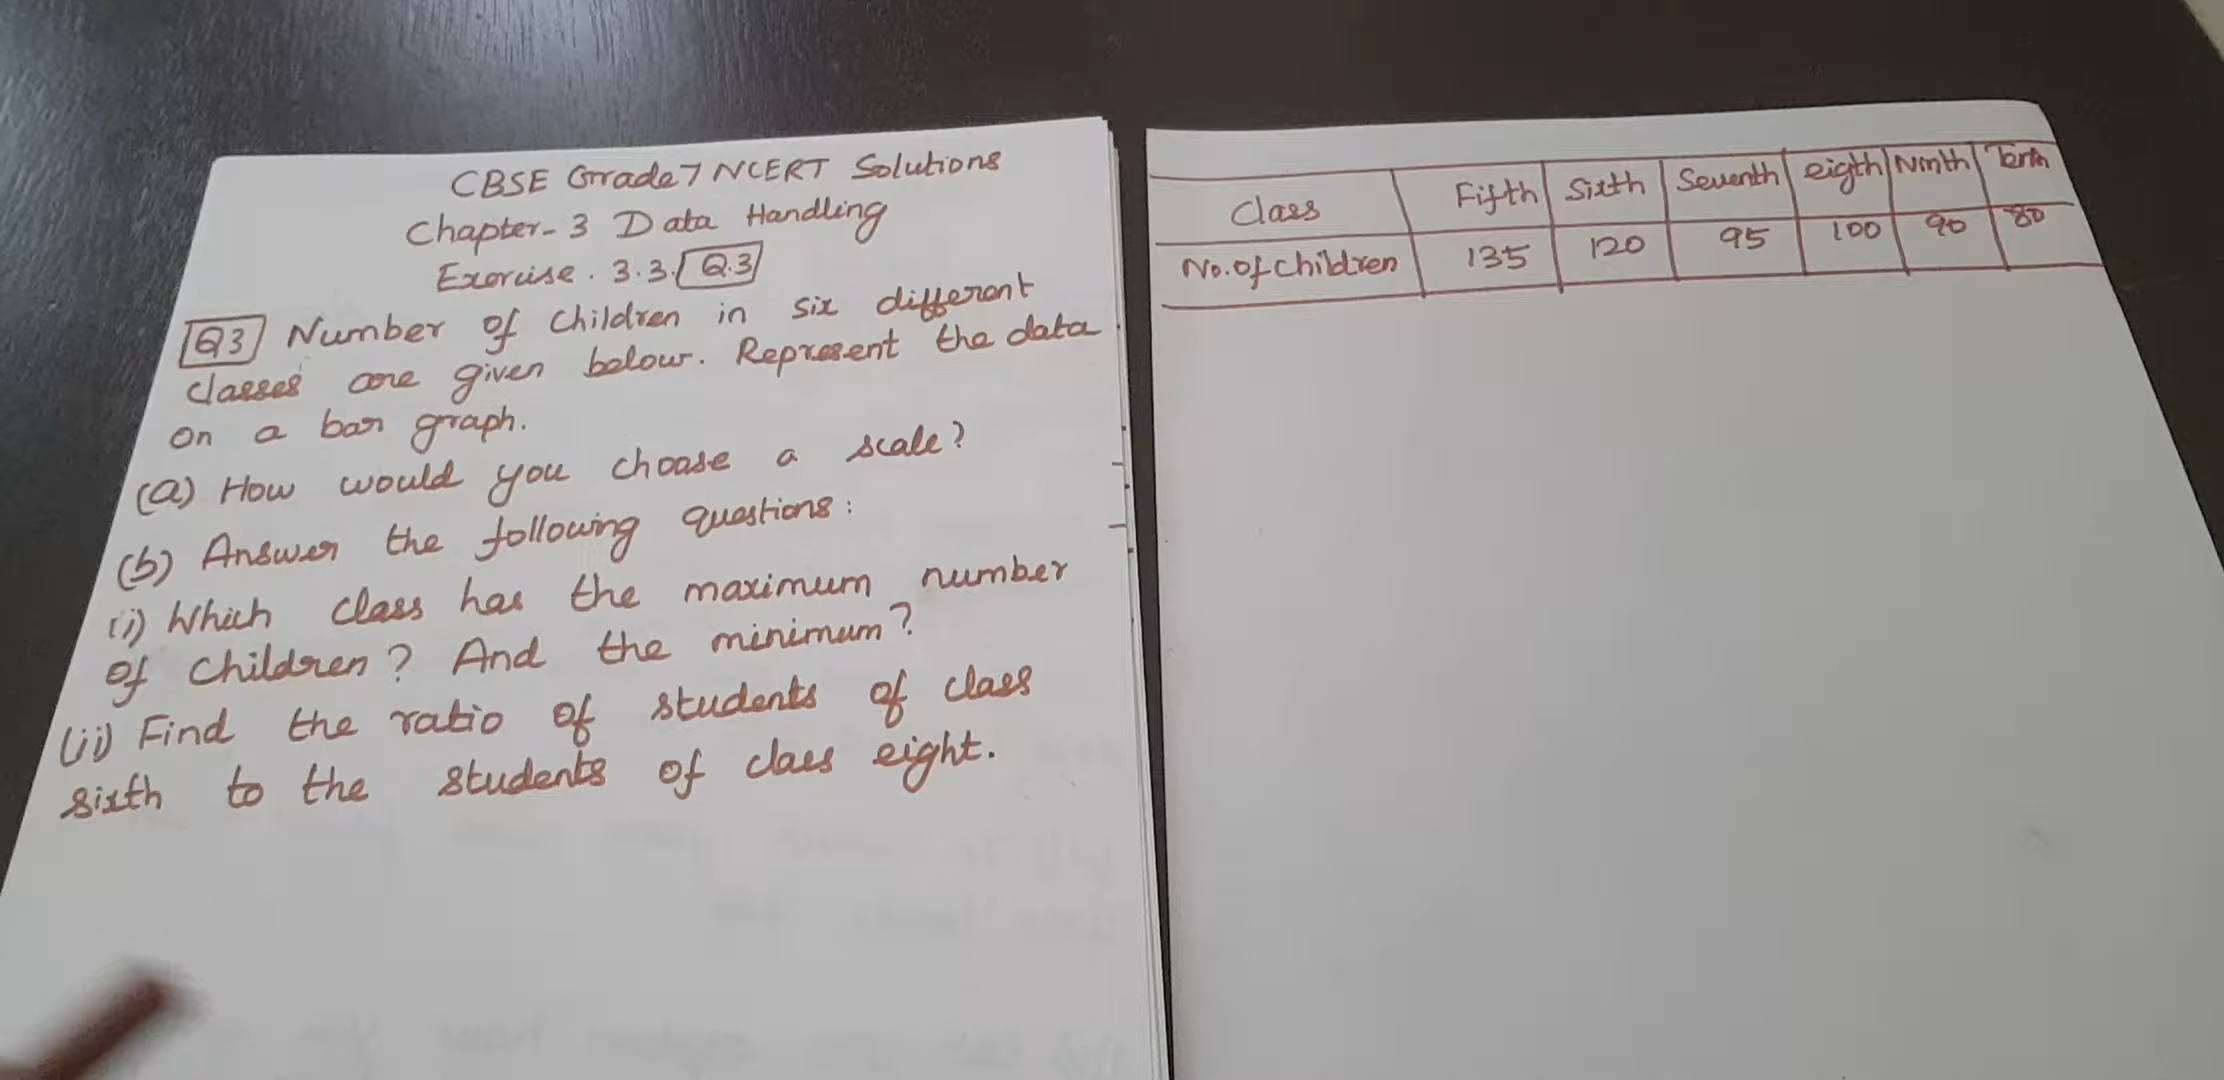 CBSE Grade 7 NCERT Solutions
Chapter-3 Data Handling
Exercise. 3.3. Q.3
Q3 Number of children in six different
classes are given below. Represent the data
on a bar graph.
(a) How would you choose a scale?
(b) Answer the following questions:
(i) Which class has the maximum number
of children? And the minimum?
(ii) Find the ratio of students of class
sixth to the students of class eight.
Class Fifth Sixth Seventh eigth Ninth Tenth
No. of children 135 120 95 100 90 80